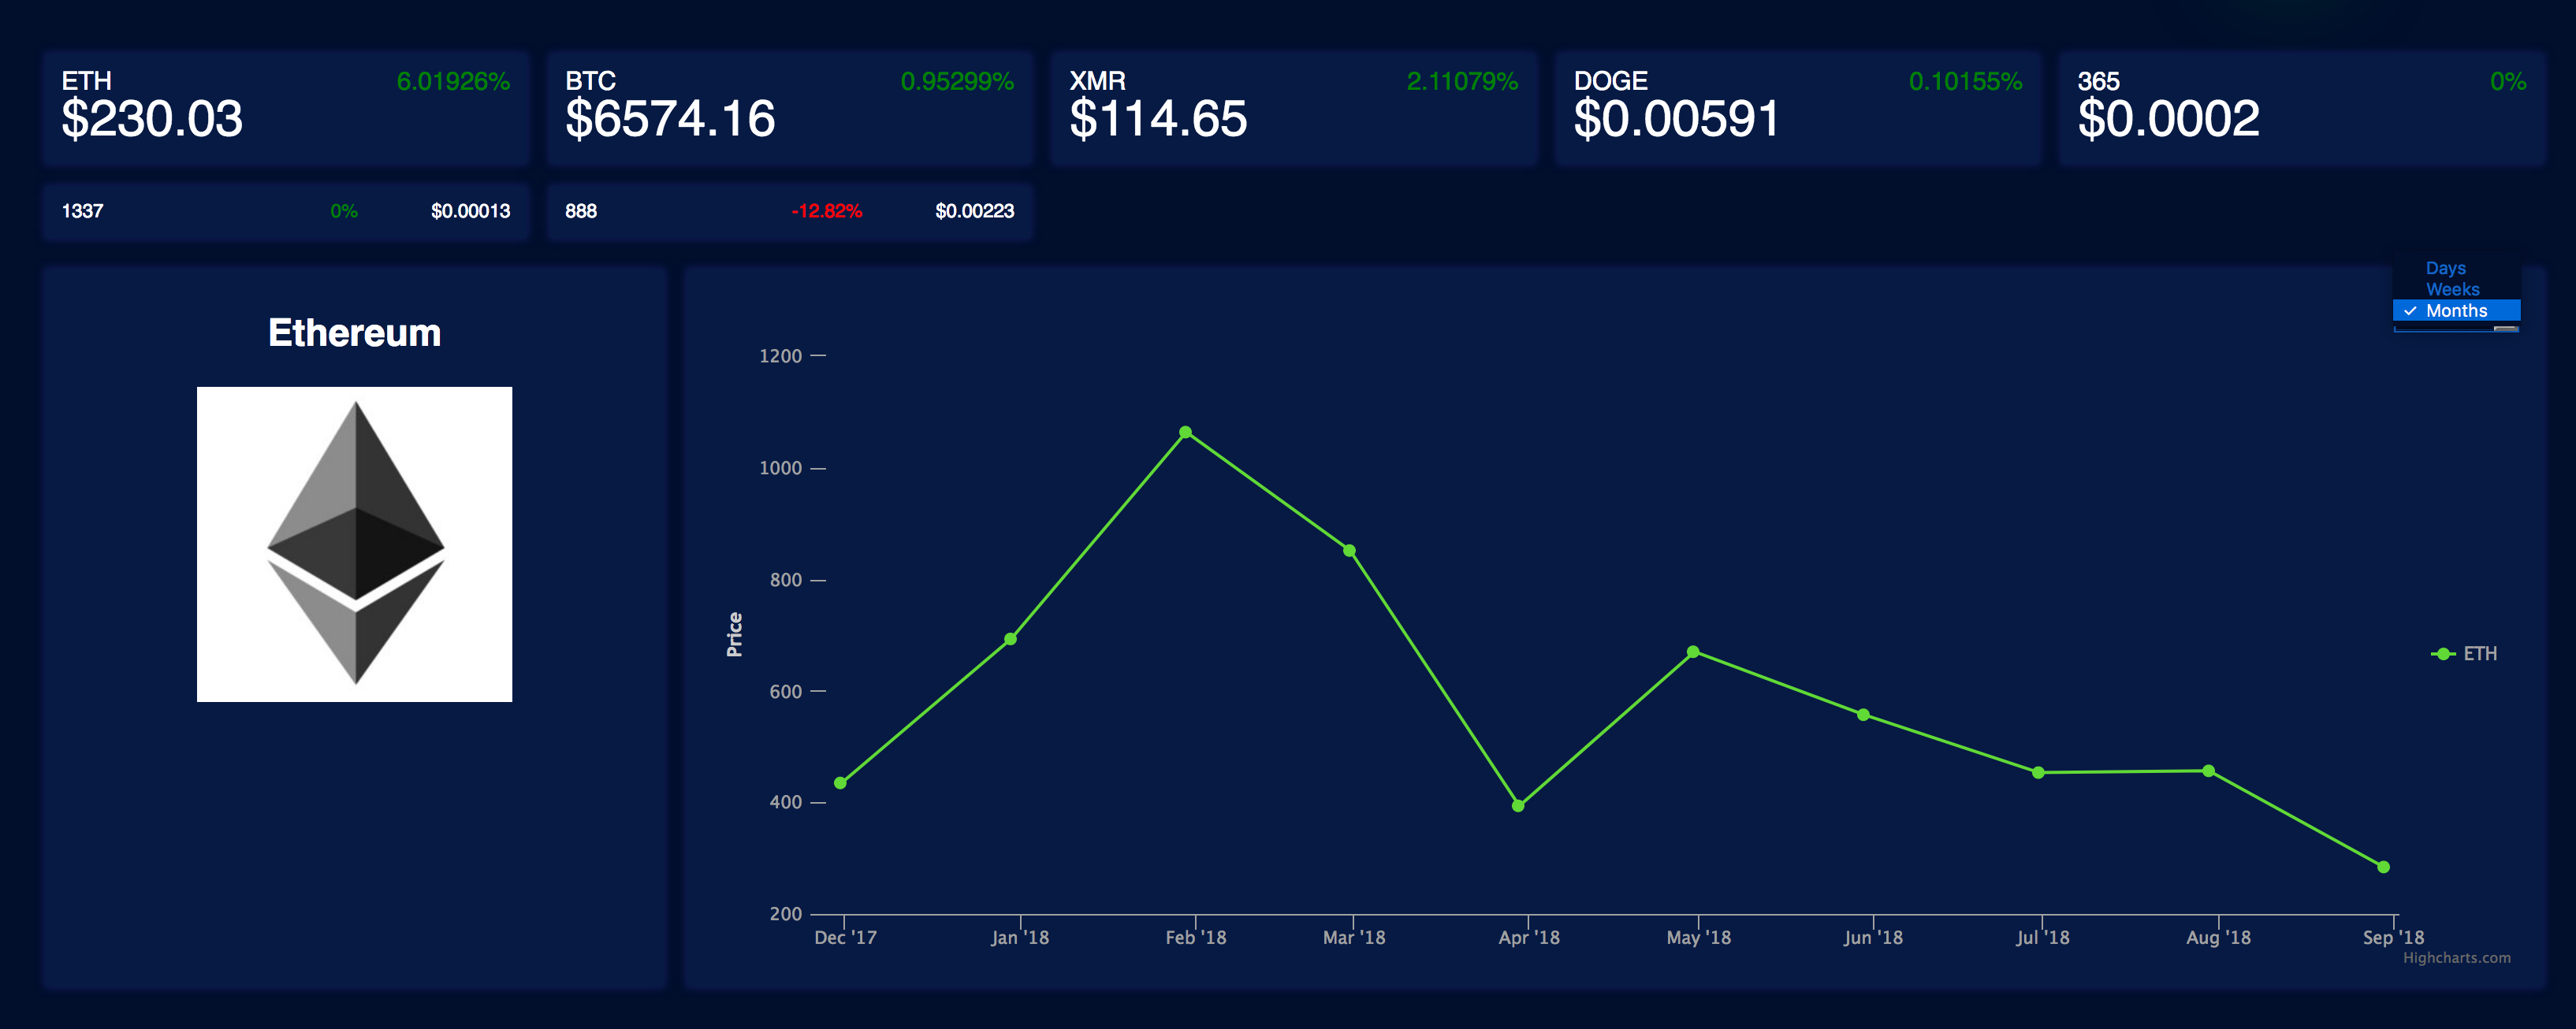 ETH 6.01926%
$230.03
BTC 0.95299%
$6574.16
XMR 2.11079%
$114.65
DOGE 0.10155%
$0.00591
365 0%
$0.0002
1337 0% $0.00013
888 -12.82% $0.00223
Ethereum
Days
Weeks
✓ Months
1200
1000
800
600
400
200
Price
Dec '17 Jan '18 Feb '18 Mar '18 Apr '18 May '18 Jun '18 Jul '18 Aug '18 Sep '18
ETH
Highcharts.com